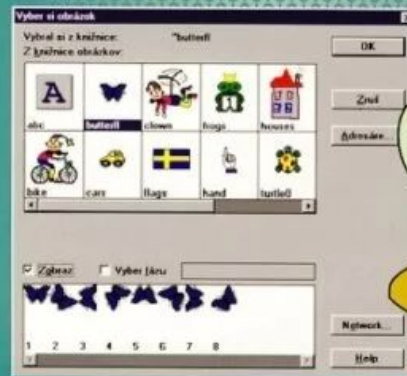 Vyber si obrázok
Vybral si z knižnice: ~butterfl
Z knižnice obrázkov:
OK
A
abc
butterfl
clown
frogs
houses
Zruš
Adresáre...
bike
cars
flags
hand
turtle0
Zobraz
Vyber fázu
1 2 3 4 5 6 7 8
Network...
Help